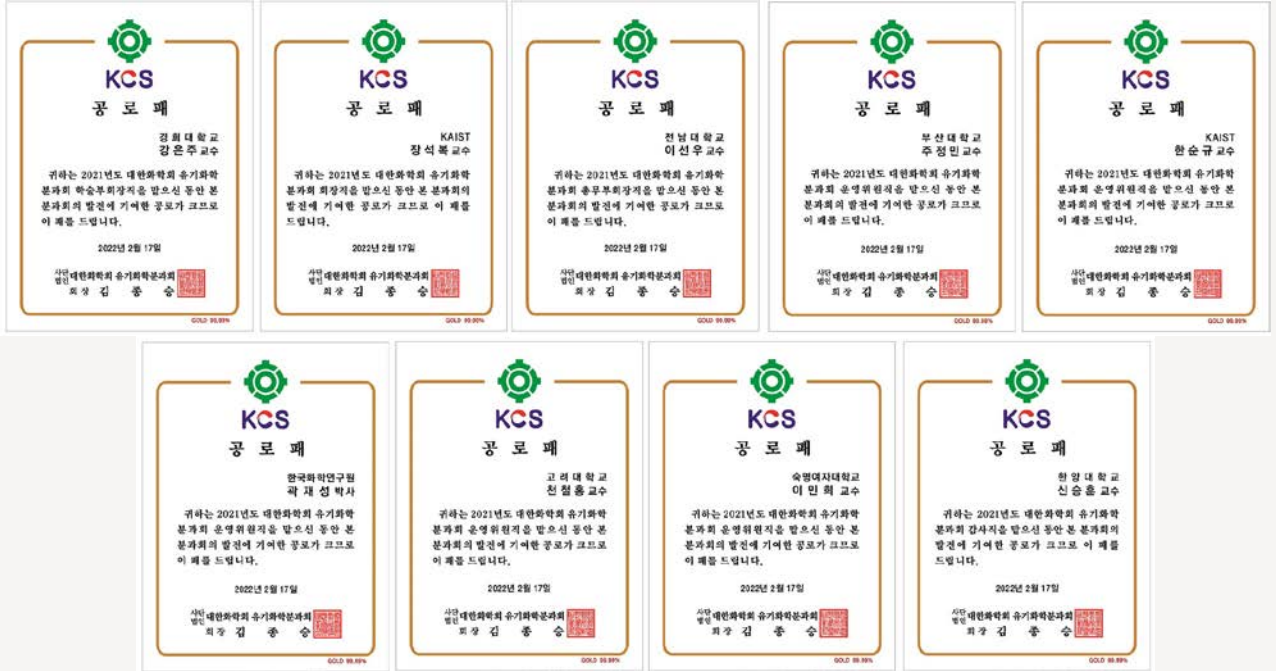 KCS
공 로 패
경희대학교
강은주 교수
귀하는 2021년도 대한화학회 유기화학
분과회 학술부회장직을 맡으신 동안 본
분과회의 발전에 기여한 공로가 크므로
이 패를 드립니다.
2022년 2월 17일
사단법인 대한화학회 유기화학분과회
회장 김 종 승
GOLD 99.99%
KCS
공 로 패
KAIST
장석복 교수
귀하는 2021년도 대한화학회 유기화학
분과회 회장직을 맡으신 동안 본 분과회의
발전에 기여한 공로가 크므로 이 패를
드립니다.
2022년 2월 17일
사단법인 대한화학회 유기화학분과회
회장 김 종 승
GOLD 99.99%
KCS
공 로 패
전남대학교
이선우 교수
귀하는 2021년도 대한화학회 유기화학
분과회 총무부회장직을 맡으신 동안 본
분과회의 발전에 기여한 공로가 크므로
이 패를 드립니다.
2022년 2월 17일
사단법인 대한화학회 유기화학분과회
회장 김 종 승
GOLD 99.99%
KCS
공 로 패
부산대학교
주정민 교수
귀하는 2021년도 대한화학회 유기화학
분과회 운영위원직을 맡으신 동안 본
분과회의 발전에 기여한 공로가 크므로
이 패를 드립니다.
2022년 2월 17일
사단법인 대한화학회 유기화학분과회
회장 김 종 승
GOLD 99.99%
KCS
공 로 패
KAIST
한순규 교수
귀하는 2021년도 대한화학회 유기화학
분과회 운영위원직을 맡으신 동안 본
분과회의 발전에 기여한 공로가 크므로
이 패를 드립니다.
2022년 2월 17일
사단법인 대한화학회 유기화학분과회
회장 김 종 승
GOLD 99.99%
KCS
공 로 패
한국화학연구원
곽재성 박사
귀하는 2021년도 대한화학회 유기화학
분과회 운영위원직을 맡으신 동안 본
분과회의 발전에 기여한 공로가 크므로
이 패를 드립니다.
2022년 2월 17일
사단법인 대한화학회 유기화학분과회
회장 김 종 승
GOLD 99.99%
KCS
공 로 패
고려대학교
천철홍 교수
귀하는 2021년도 대한화학회 유기화학
분과회 운영위원직을 맡으신 동안 본
분과회의 발전에 기여한 공로가 크므로
이 패를 드립니다.
2022년 2월 17일
사단법인 대한화학회 유기화학분과회
회장 김 종 승
GOLD 99.99%
KCS
공 로 패
숙명여자대학교
이민희 교수
귀하는 2021년도 대한화학회 유기화학
분과회 운영위원직을 맡으신 동안 본
분과회의 발전에 기여한 공로가 크므로
이 패를 드립니다.
2022년 2월 17일
사단법인 대한화학회 유기화학분과회
회장 김 종 승
GOLD 99.99%
KCS
공 로 패
한양대학교
신승훈 교수
귀하는 2021년도 대한화학회 유기화학
분과회 감사직을 맡으신 동안 본 분과회의
발전에 기여한 공로가 크므로 이 패를
드립니다.
2022년 2월 17일
사단법인 대한화학회 유기화학분과회
회장 김 종 승
GOLD 99.99%